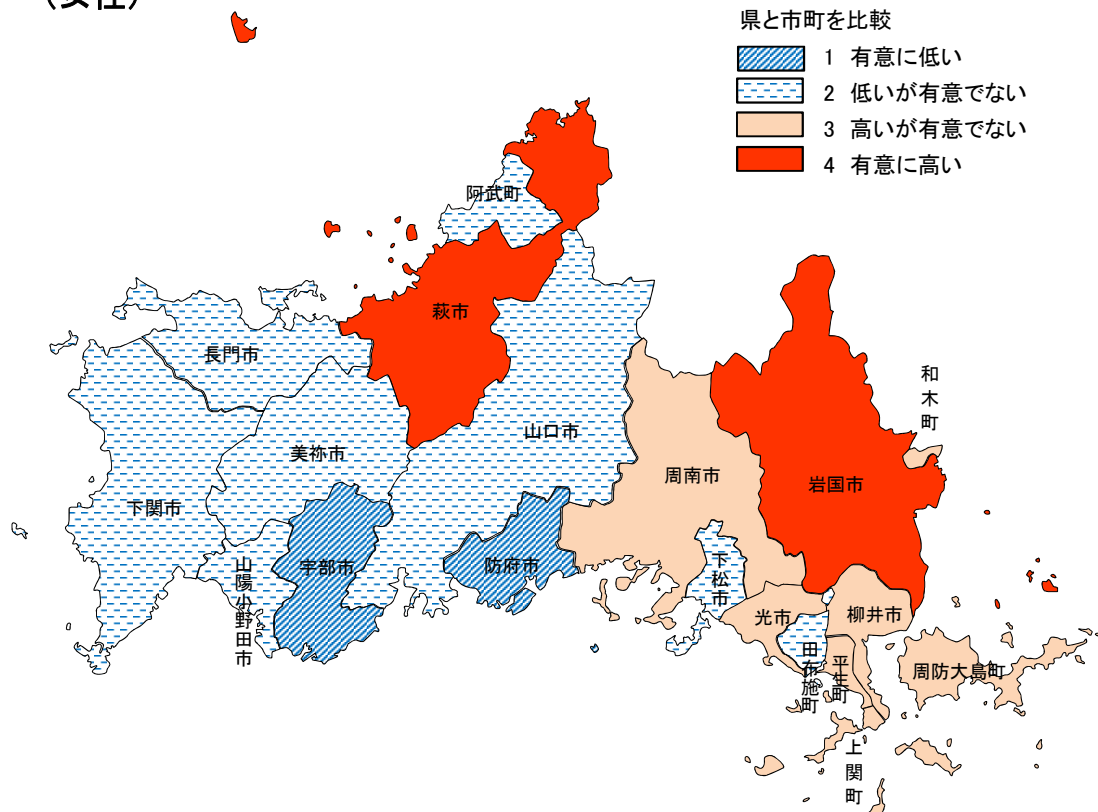 （女性）
県と市町を比較
1 有意に低い
2 低いが有意でない
3 高いが有意でない
4 有意に高い
阿武町
萩市
長門市
和木町
山口市
美祢市
周南市
岩国市
下関市
宇部市
防府市
下松市
山陽小野田市
光市
柳井市
田布施町
平生町
周防大島町
上関町